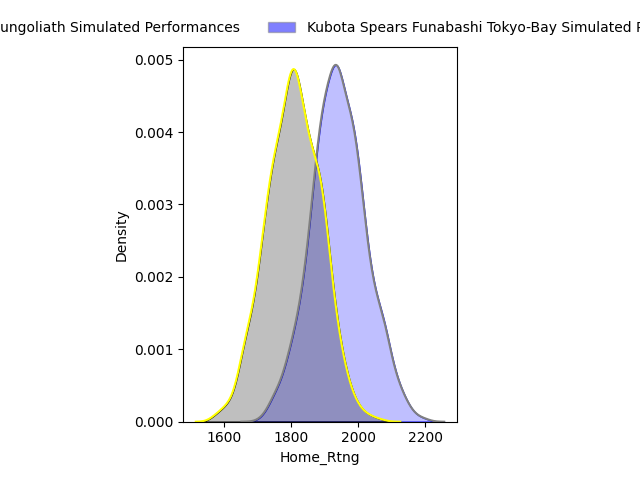 ungoliath Simulated Performances
Kubota Spears Funabashi Tokyo-Bay Simulated
0.005
0.004
0.003
0.002
0.001
0.000
Density
1600 1800 2000 2200
Home_Rtng